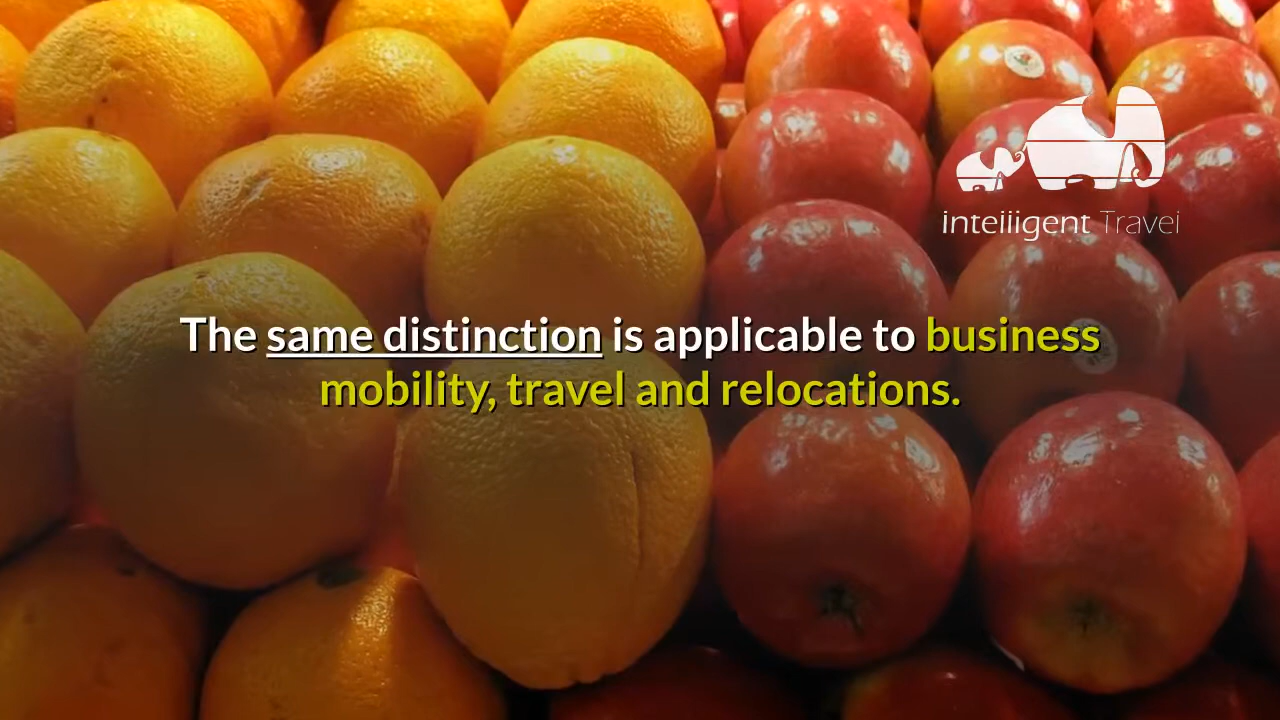 intelligent Travel
The same distinction is applicable to business
mobility, travel and relocations.